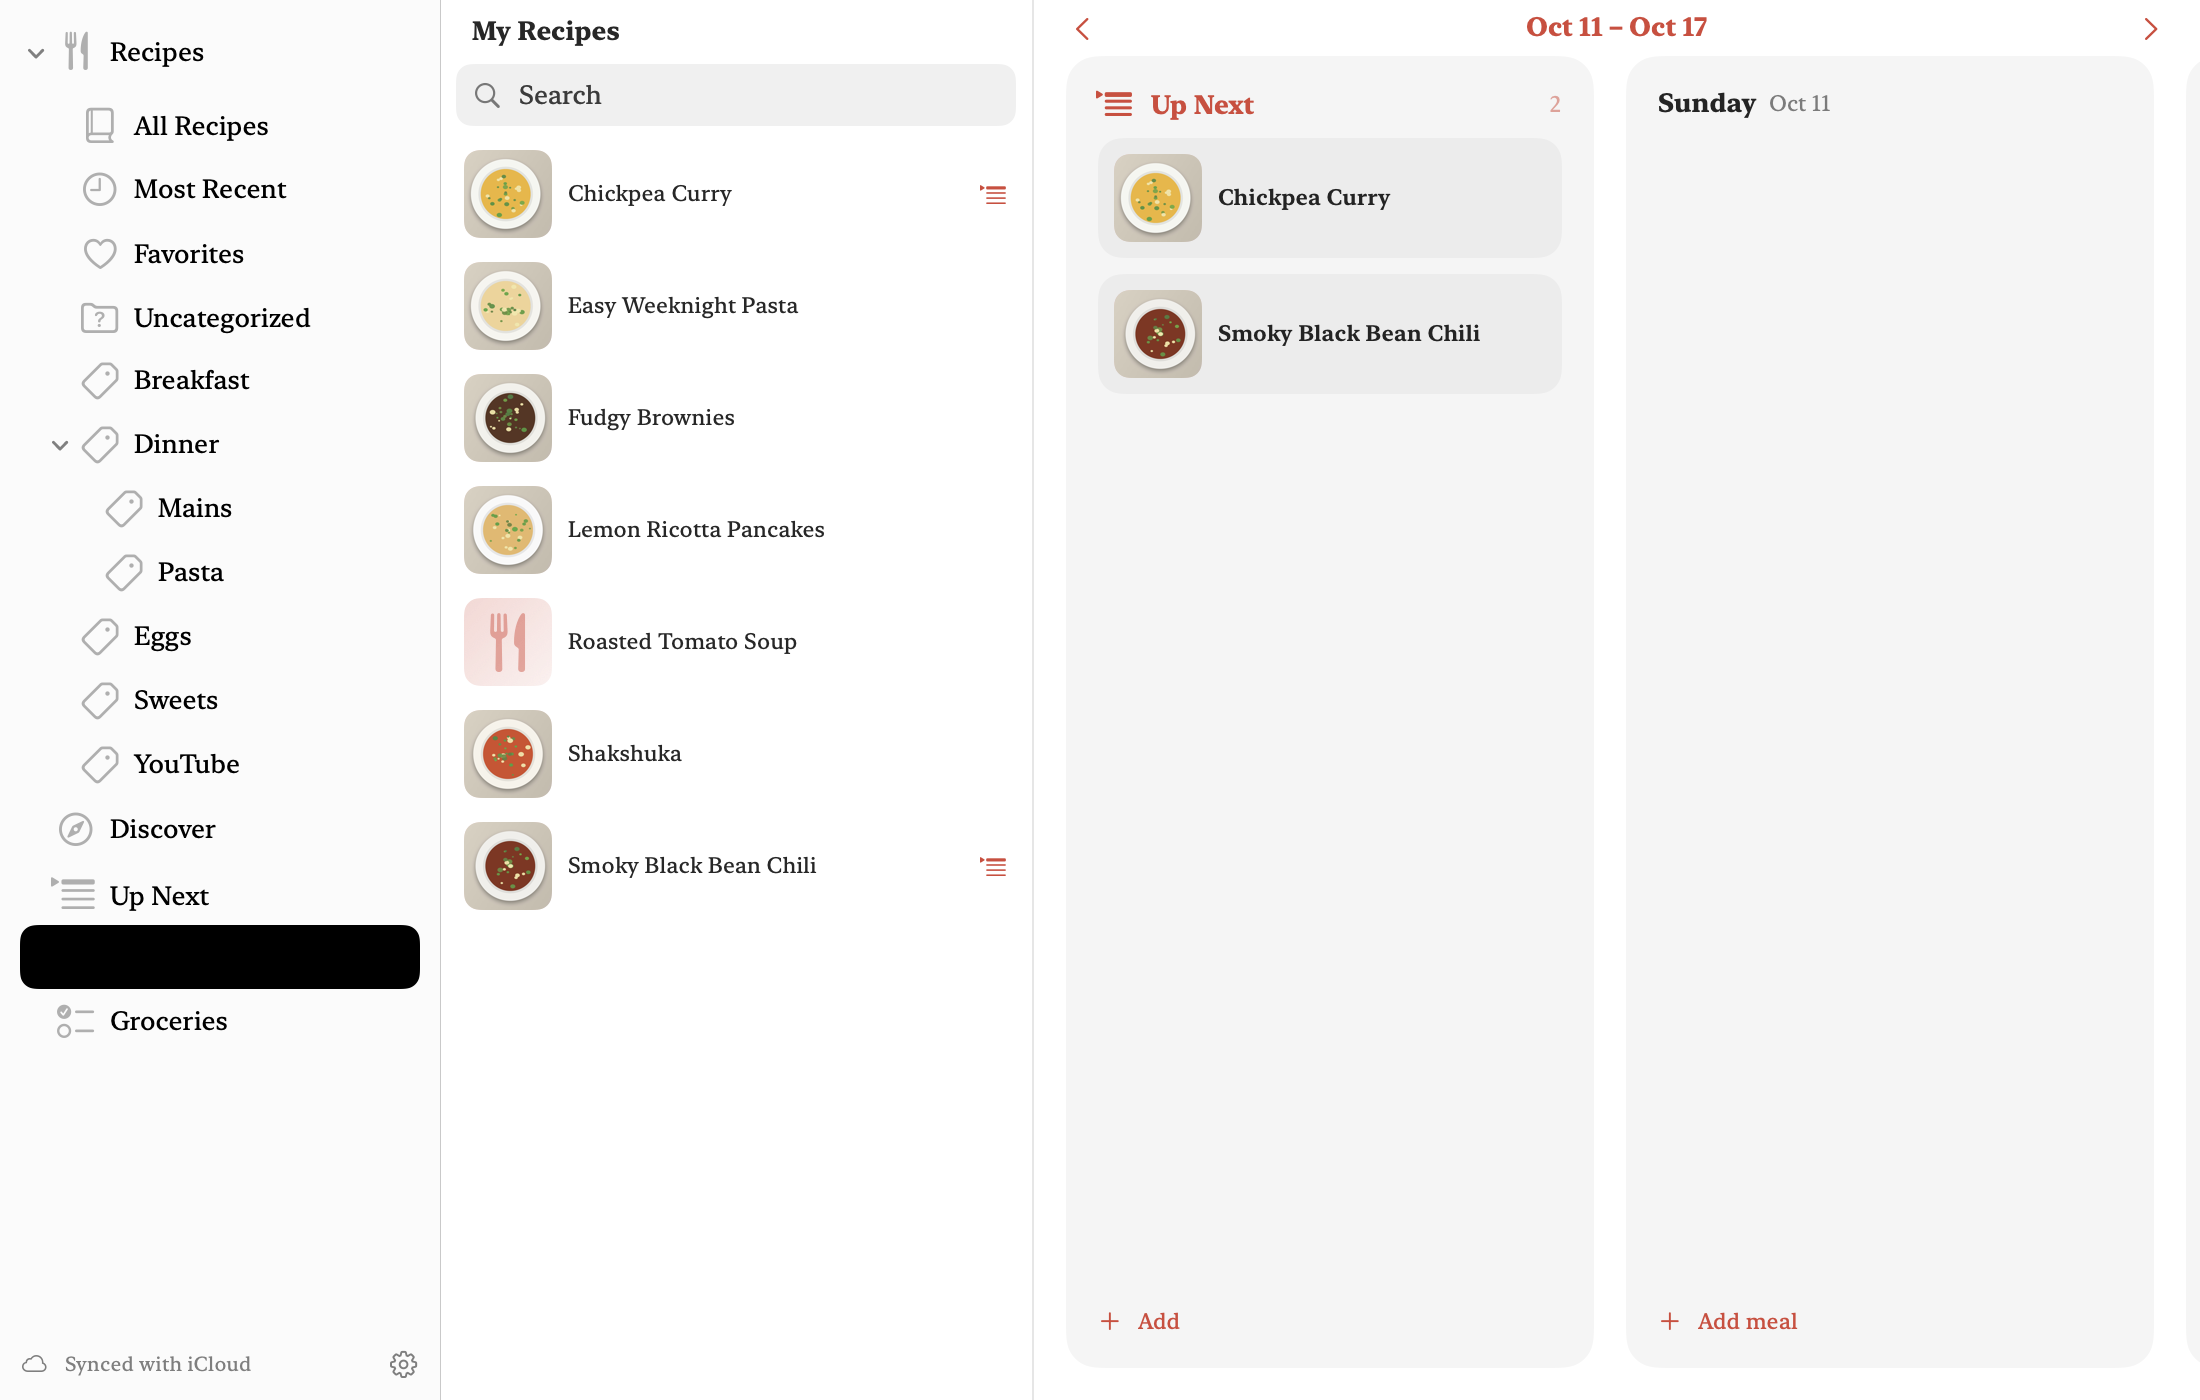 Recipes
All Recipes
Most Recent
Favorites
Uncategorized
Breakfast
Dinner
Mains
Pasta
Eggs
Sweets
YouTube
Discover
Up Next
Groceries
Synced with iCloud
My Recipes
Search
Chickpea Curry
Easy Weeknight Pasta
Fudgy Brownies
Lemon Ricotta Pancakes
Roasted Tomato Soup
Shakshuka
Smoky Black Bean Chili
Oct 11 – Oct 17
Up Next 2
Chickpea Curry
Smoky Black Bean Chili
+ Add
Sunday Oct 11
+ Add meal